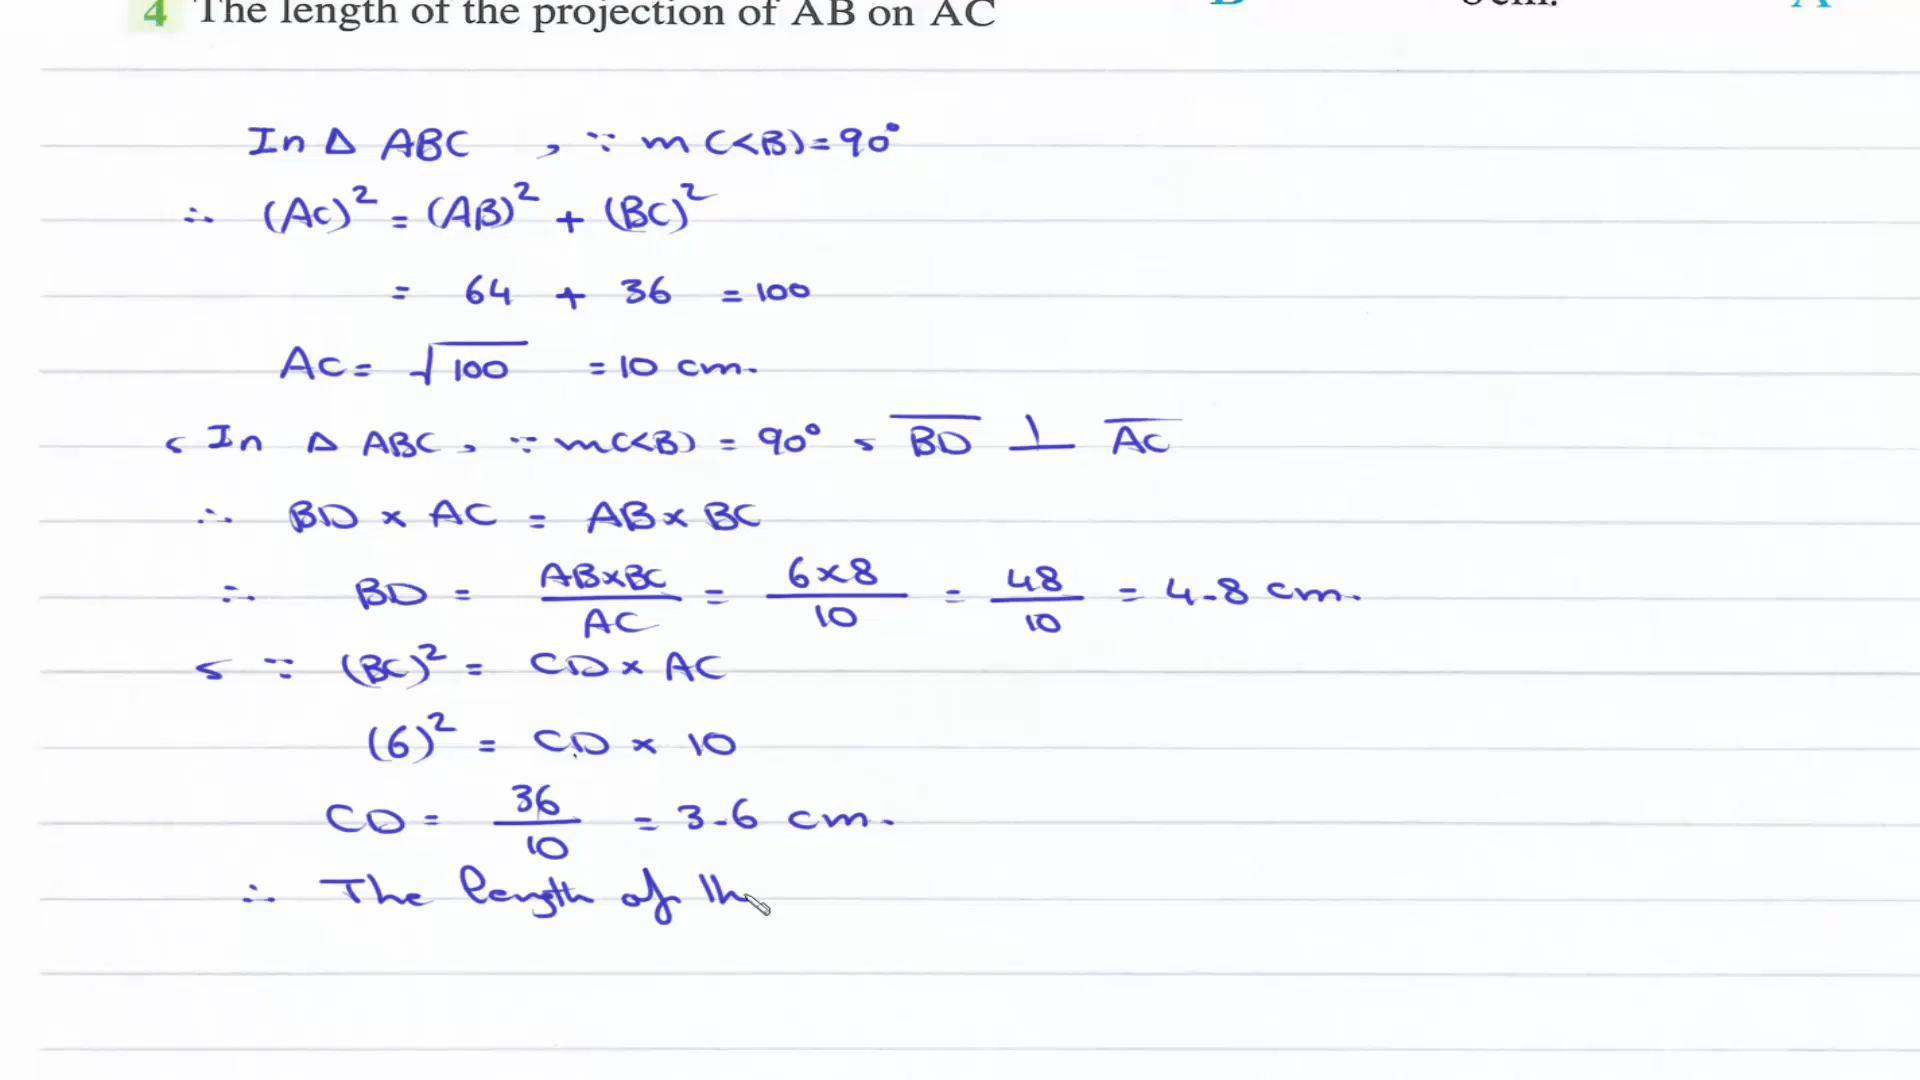 4 The length of the projection of AB on AC
In Δ ABC , ∵ m(<B) = 90°
∴ (AC)² = (AB)² + (BC)²
= 64 + 36 = 100
AC = √100 = 10 cm.
, In Δ ABC , ∵ m(<B) = 90° , B̅D̅ ⊥ A̅C̅
∴ BD × AC = AB × BC
∴ BD = AB×BC / AC = 6×8 / 10 = 48 / 10 = 4.8 cm.
, ∵ (BC)² = CD × AC
(6)² = CD × 10
CD = 36 / 10 = 3.6 cm.
∴ The length of th